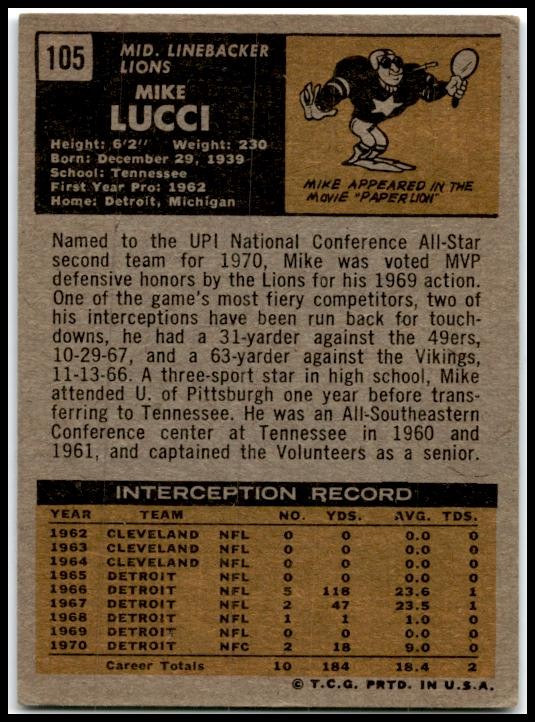 105
MID. LINEBACKER
LIONS
MIKE
LUCCI
Height: 6'2" Weight: 230
Born: December 29, 1939
School: Tennessee
First Year Pro: 1962
Home: Detroit, Michigan
MIKE APPEARED IN THE
MOVIE "PAPER LION"
Named to the UPI National Conference All-Star
second team for 1970, Mike was voted MVP
defensive honors by the Lions for his 1969 action.
One of the game's most fiery competitors, two of
his interceptions have been run back for touch-
downs, he had a 31-yarder against the 49ers,
10-29-67, and a 63-yarder against the Vikings,
11-13-66. A three-sport star in high school, Mike
attended U. of Pittsburgh one year before trans-
ferring to Tennessee. He was an All-Southeastern
Conference center at Tennessee in 1960 and
1961, and captained the Volunteers as a senior.
INTERCEPTION RECORD
YEAR TEAM NO. YDS. AVG. TDS.
1962 CLEVELAND NFL 0 0 0.0 0
1963 CLEVELAND NFL 0 0 0.0 0
1964 CLEVELAND NFL 0 0 0.0 0
1965 DETROIT NFL 0 0 0.0 0
1966 DETROIT NFL 5 118 23.6 1
1967 DETROIT NFL 2 47 23.5 1
1968 DETROIT NFL 1 1 1.0 0
1969 DETROIT NFL 0 0 0.0 0
1970 DETROIT NFC 2 18 9.0 0
Career Totals 10 184 18.4 2
© T.C.G. PRTD. IN U.S.A.